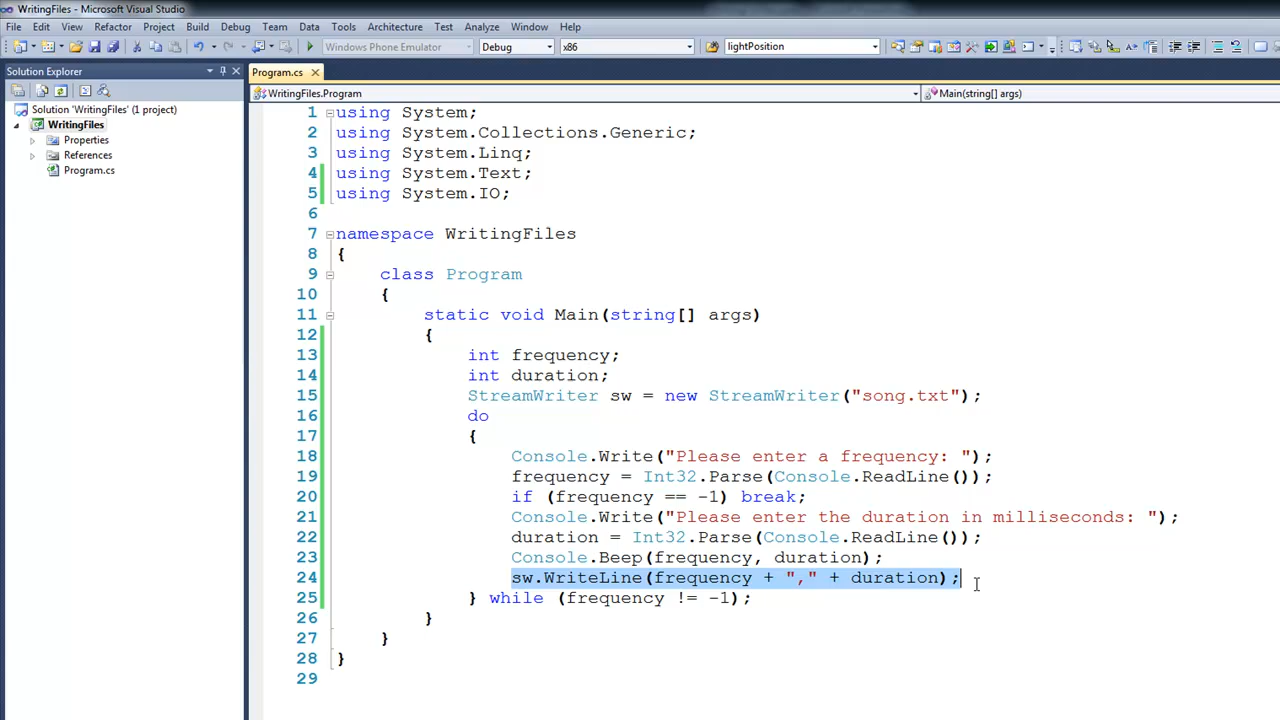 WritingFiles - Microsoft Visual Studio
File Edit View Refactor Project Build Debug Team Data Tools Architecture Test Analyze Window Help
Windows Phone Emulator Debug x86 lightPosition
Solution Explorer
Program.cs
WritingFiles.Program Main(string[] args)
Solution 'WritingFiles' (1 project)
WritingFiles
Properties
References
Program.cs
1 using System;
2 using System.Collections.Generic;
3 using System.Linq;
4 using System.Text;
5 using System.IO;
6
7 namespace WritingFiles
8 {
9 class Program
10 {
11 static void Main(string[] args)
12 {
13 int frequency;
14 int duration;
15 StreamWriter sw = new StreamWriter("song.txt");
16 do
17 {
18 Console.Write("Please enter a frequency: ");
19 frequency = Int32.Parse(Console.ReadLine());
20 if (frequency == -1) break;
21 Console.Write("Please enter the duration in milliseconds: ");
22 duration = Int32.Parse(Console.ReadLine());
23 Console.Beep(frequency, duration);
24 sw.WriteLine(frequency + "," + duration);
25 } while (frequency != -1);
26 }
27 }
28 }
29